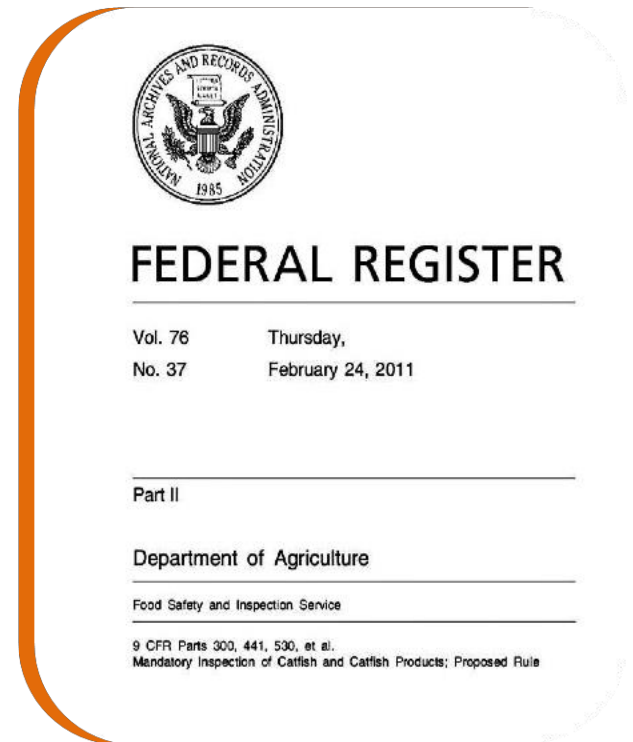 NATIONAL ARCHIVES AND RECORDS ADMINISTRATION
1985
FEDERAL REGISTER
Vol. 76 Thursday,
No. 37 February 24, 2011
Part II
Department of Agriculture
Food Safety and Inspection Service
9 CFR Parts 300, 441, 530, et al.
Mandatory Inspection of Catfish and Catfish Products; Proposed Rule